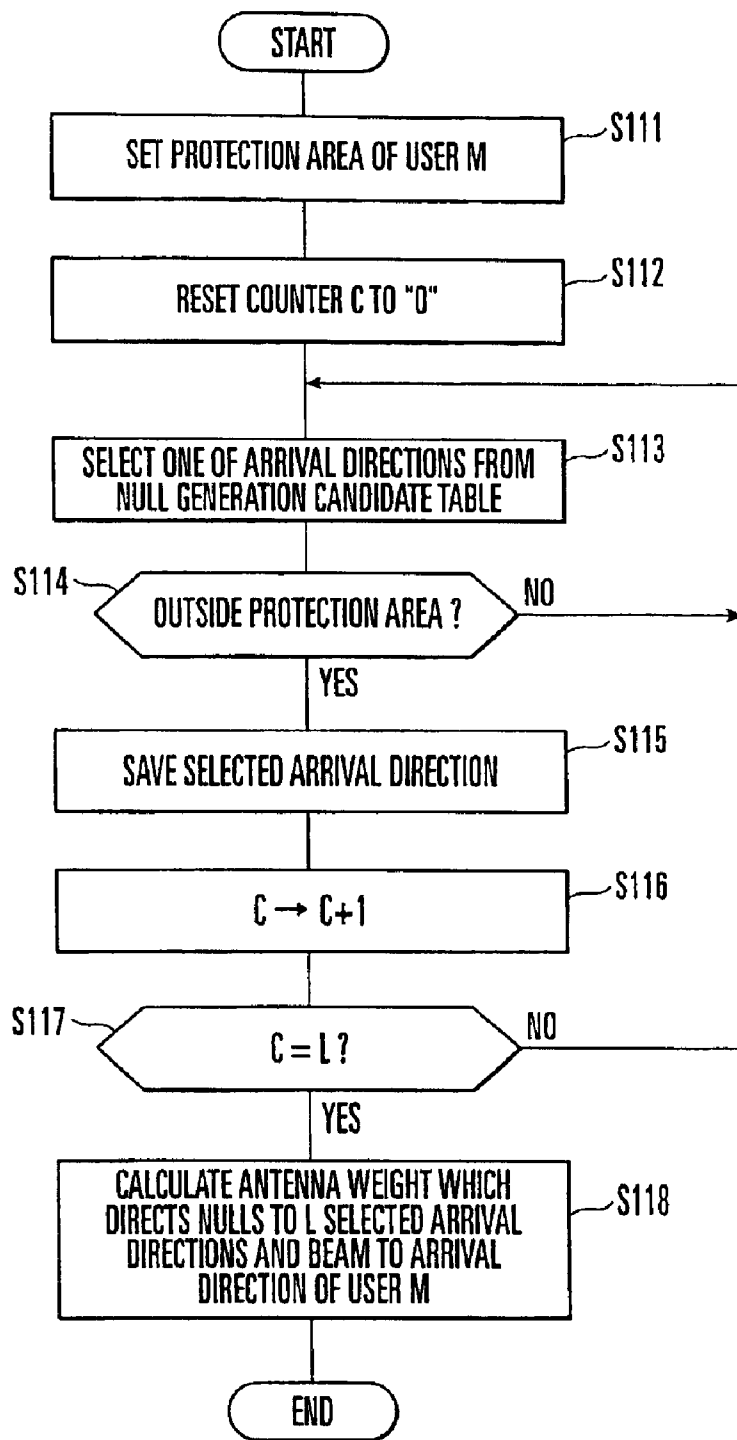 START
SET PROTECTION AREA OF USER M
S111
RESET COUNTER C TO "0"
S112
SELECT ONE OF ARRIVAL DIRECTIONS FROM
NULL GENERATION CANDIDATE TABLE
S113
S114
OUTSIDE PROTECTION AREA ?
NO
YES
SAVE SELECTED ARRIVAL DIRECTION
S115
C → C+1
S116
S117
C = L ?
NO
YES
CALCULATE ANTENNA WEIGHT WHICH
DIRECTS NULLS TO L SELECTED ARRIVAL
DIRECTIONS AND BEAM TO ARRIVAL
DIRECTION OF USER M
S118
END